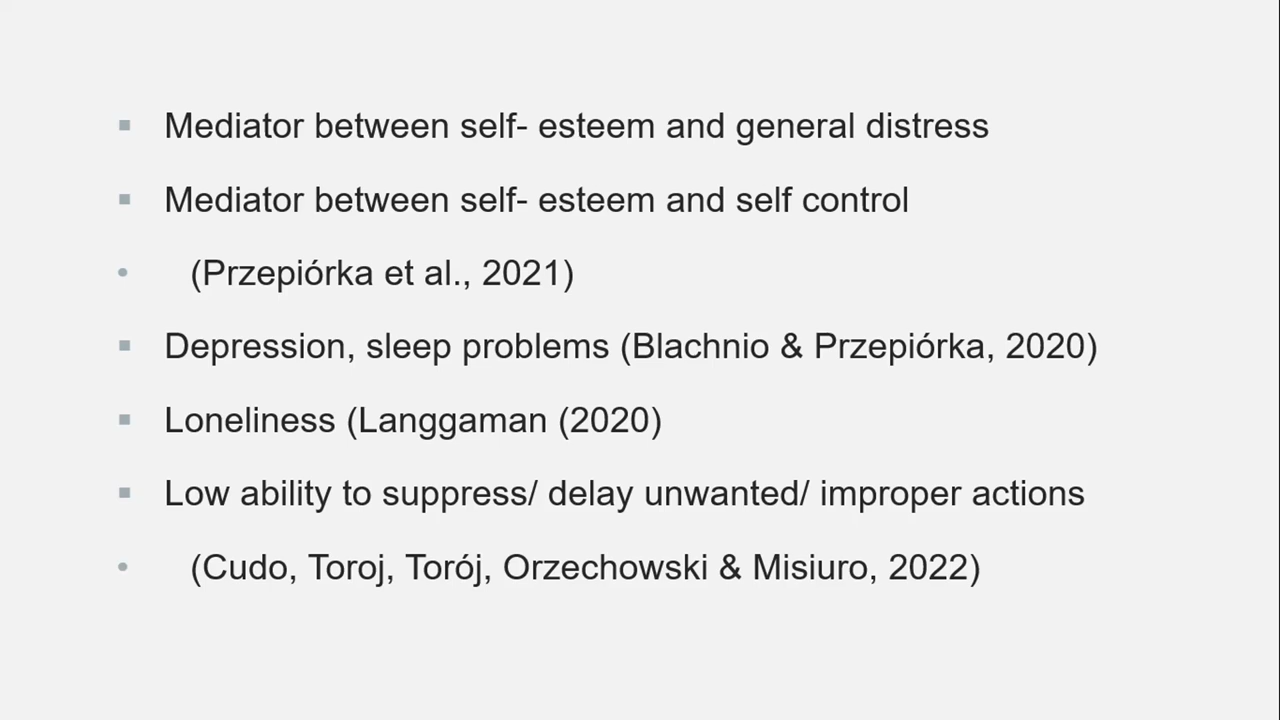 ▪ Mediator between self- esteem and general distress
▪ Mediator between self- esteem and self control
• (Przepiórka et al., 2021)
▪ Depression, sleep problems (Blachnio & Przepiórka, 2020)
▪ Loneliness (Langgaman (2020)
▪ Low ability to suppress/ delay unwanted/ improper actions
• (Cudo, Toroj, Torój, Orzechowski & Misiuro, 2022)